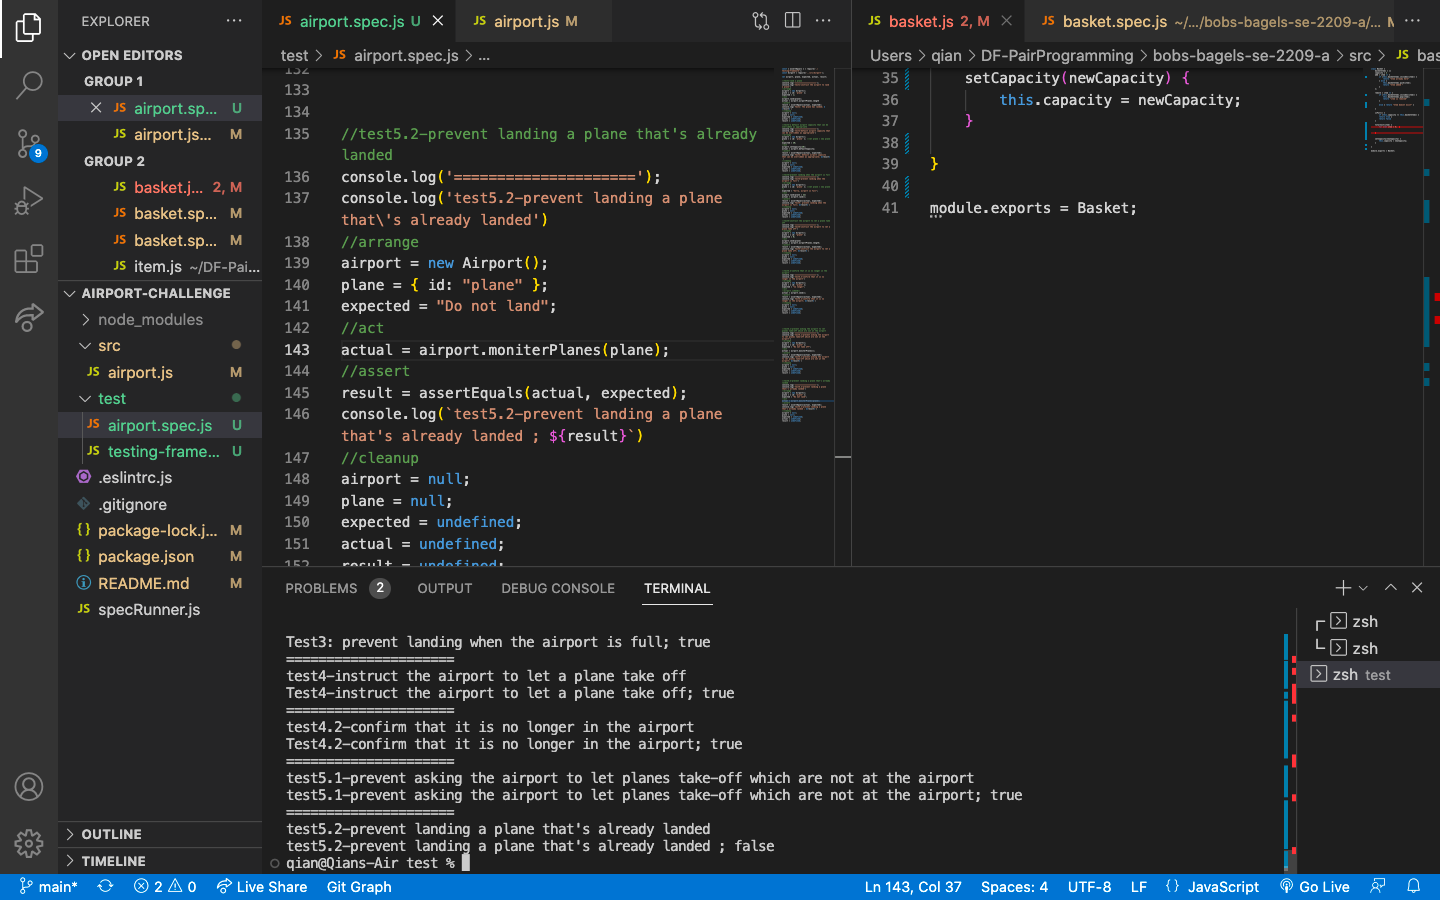 EXPLORER
OPEN EDITORS
GROUP 1
JS airport.sp... U
JS airport.js... M
GROUP 2
JS basket.j... 2, M
JS basket.sp... M
JS basket.sp... M
JS item.js ~/DF-Pai...
AIRPORT-CHALLENGE
node_modules
src
JS airport.js M
test
JS airport.spec.js U
JS testing-frame... U
.eslintrc.js
.gitignore
{} package-lock.j... M
{} package.json M
README.md M
JS specRunner.js
OUTLINE
TIMELINE
9
JS airport.spec.js U
JS airport.js M
test > JS airport.spec.js > ...
132
133
134
135 //test5.2-prevent landing a plane that's already
landed
136 console.log('=====================');
137 console.log('test5.2-prevent landing a plane
that\'s already landed')
138 //arrange
139 airport = new Airport();
140 plane = { id: "plane" };
141 expected = "Do not land";
142 //act
143 actual = airport.moniterPlanes(plane);
144 //assert
145 result = assertEquals(actual, expected);
146 console.log(`test5.2-prevent landing a plane
that's already landed ; ${result}`)
147 //cleanup
148 airport = null;
149 plane = null;
150 expected = undefined;
151 actual = undefined;
152 result = undefined;
JS basket.js 2, M
JS basket.spec.js ~/.../bobs-bagels-se-2209-a/... M
Users > qian > DF-PairProgramming > bobs-bagels-se-2209-a > src > JS bas
35 setCapacity(newCapacity) {
36 this.capacity = newCapacity;
37 }
38
39 }
40
41 module.exports = Basket;
PROBLEMS 2 OUTPUT DEBUG CONSOLE TERMINAL
Test3: prevent landing when the airport is full; true
=====================
test4-instruct the airport to let a plane take off
Test4-instruct the airport to let a plane take off; true
=====================
test4.2-confirm that it is no longer in the airport
Test4.2-confirm that it is no longer in the airport; true
=====================
test5.1-prevent asking the airport to let planes take-off which are not at the airport
test5.1-prevent asking the airport to let planes take-off which are not at the airport; true
=====================
test5.2-prevent landing a plane that's already landed
test5.2-prevent landing a plane that's already landed ; false
qian@Qians-Air test %
zsh
zsh
zsh test
main* 2 0 Live Share Git Graph Ln 143, Col 37 Spaces: 4 UTF-8 LF {} JavaScript Go Live